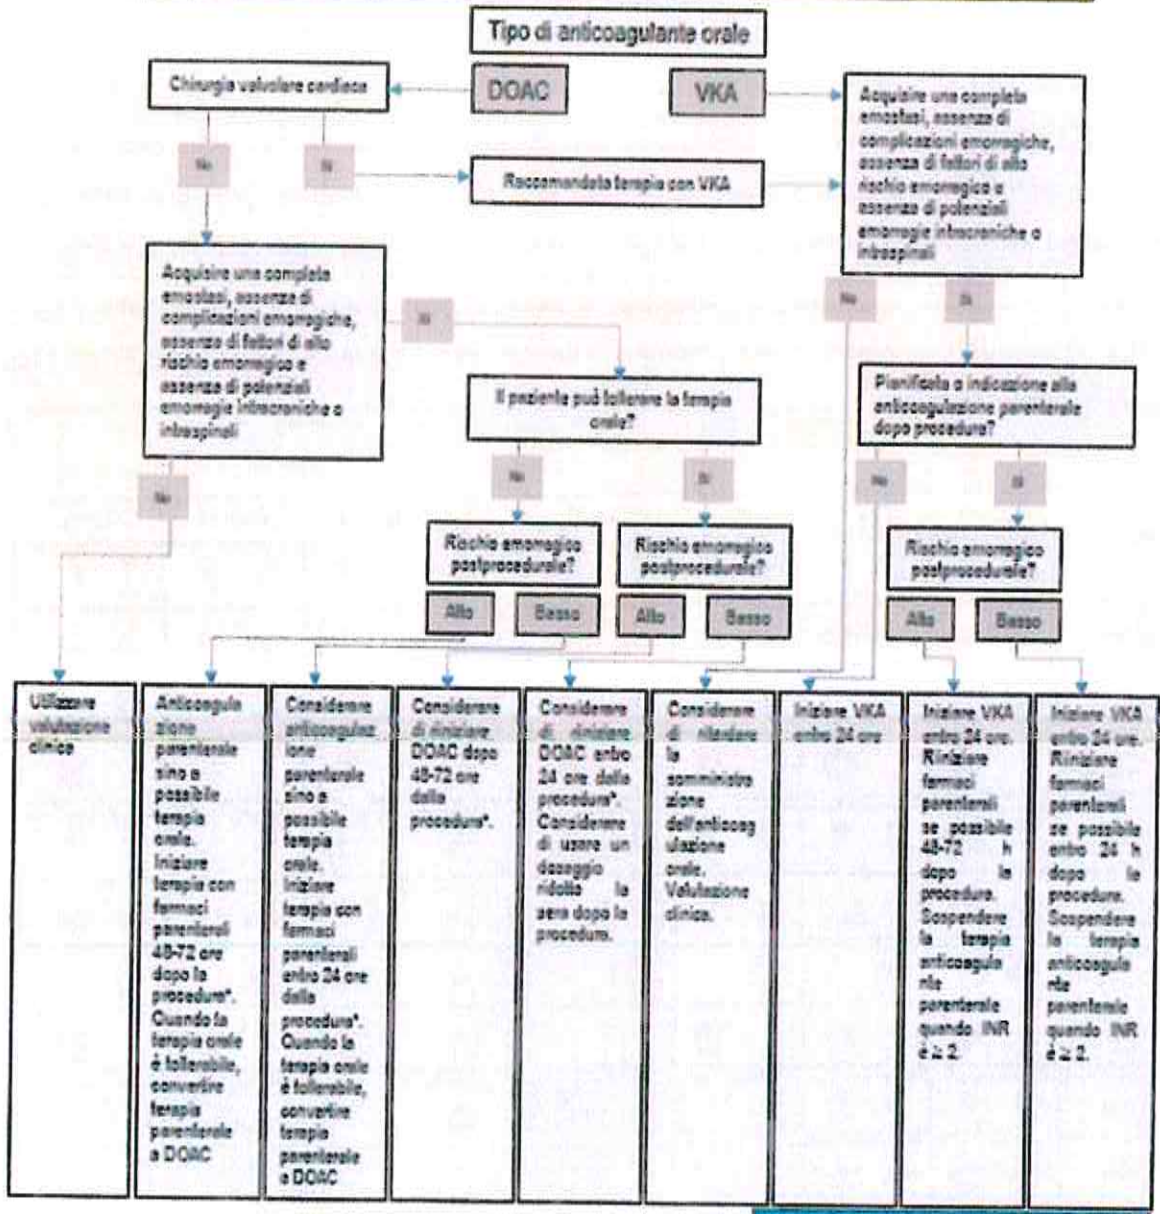 Tipo di anticoagulante orale
Chirurgia valvolare cardiaca
DOAC
VKA
Acquisire una completa
emostasi, assenza di
complicazioni emorragiche,
assenza di fattori di alto
rischio emorragico o
assenza di potenziali
emorragie intracraniche o
intraspinali
No
Si
Raccomandata terapia con VKA
Acquisire una completa
emostasi, assenza di
complicazioni emorragiche,
assenza di fattori di alto
rischio emorragico e
assenza di potenziali
emorragie intracraniche o
intraspinali
Si
No
Si
Il paziente può tollerare la terapia
orale?
Pianificata o indicazione alla
anticoagulazione parenterale
dopo procedura?
No
No
Si
No
Si
Rischio emorragico
postprocedurale?
Rischio emorragico
postprocedurale?
Rischio emorragico
postprocedurale?
Alto
Basso
Alto
Basso
Alto
Basso
Utilizzare
valutazione
clinica
Anticoagula
zione
parenterale
sino a
possibile
terapia
orale.
Iniziare
terapia con
farmaci
parenterali
48-72 ore
dopo la
procedura*.
Quando la
terapia orale
è tollerabile,
convertire
terapia
parenterale
a DOAC
Considerare
anticoagulaz
ione
parenterale
sino a
possibile
terapia
orale.
Iniziare
terapia con
farmaci
parenterali
entro 24 ore
dalla
procedura*.
Quando la
terapia orale
è tollerabile,
convertire
terapia
parenterale
a DOAC
Considerare
di riniziare
DOAC dopo
48-72 ore
dalla
procedura*.
Considerare
di riniziare
DOAC entro
24 ore dalla
procedura*.
Considerare
di usare un
dosaggio
ridotto la
sera dopo la
procedura.
Considerare
di ritardare
la
somministra
zione
dell'anticoag
ulazione
orale.
Valutazione
clinica.
Iniziare VKA
entro 24 ore
Iniziare VKA
entro 24 ore.
Riniziare
farmaci
parenterali
se possibile
48-72 h
dopo la
procedura.
Sospendere
la terapia
anticoagula
nte
parenterale
quando INR
è ≥ 2.
Iniziare VKA
entro 24 ore.
Riiniziare
farmaci
parenterali
se possibile
entro 24 h
dopo la
procedura.
Sospendere
la terapia
anticoagula
nte
parenterale
quando INR
è ≥ 2.